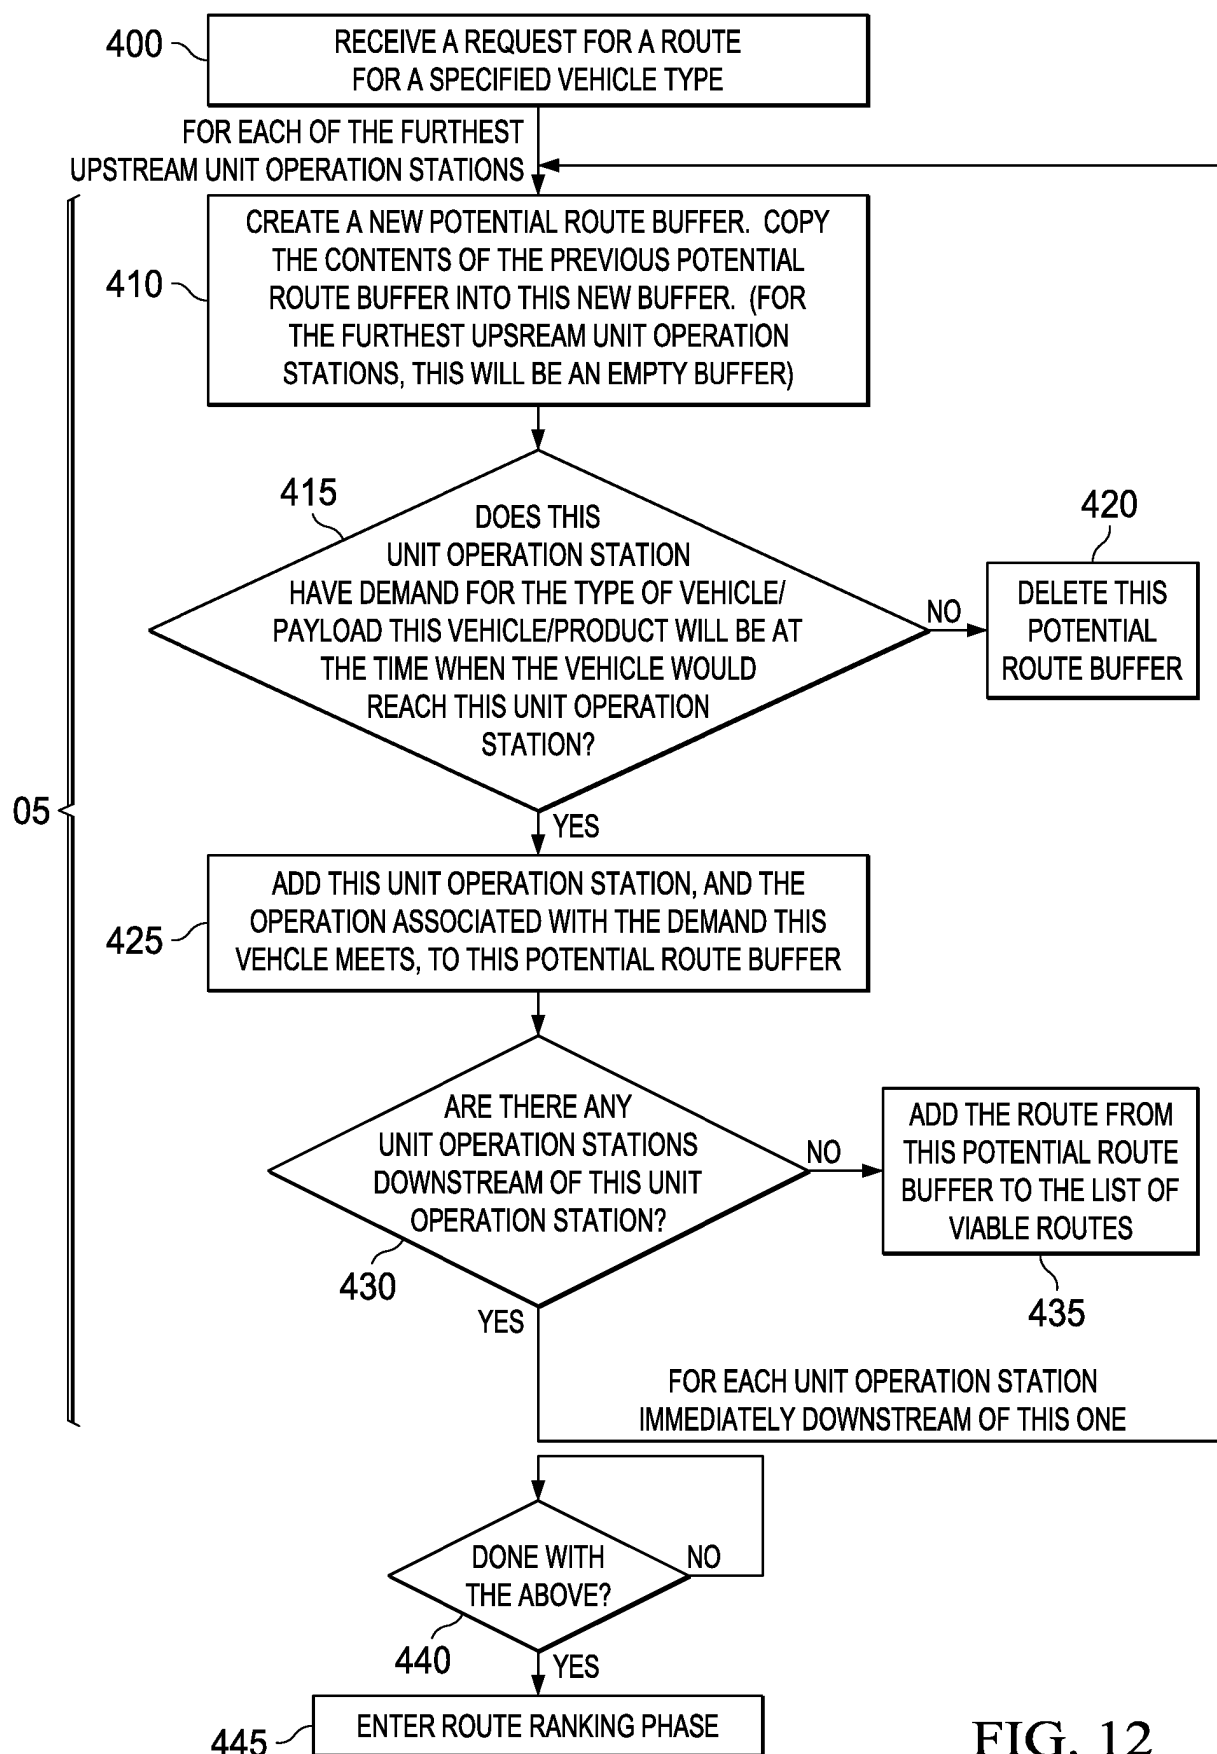 400
RECEIVE A REQUEST FOR A ROUTE
FOR A SPECIFIED VEHICLE TYPE
FOR EACH OF THE FURTHEST
UPSTREAM UNIT OPERATION STATIONS
410
CREATE A NEW POTENTIAL ROUTE BUFFER. COPY
THE CONTENTS OF THE PREVIOUS POTENTIAL
ROUTE BUFFER INTO THIS NEW BUFFER. (FOR
THE FURTHEST UPSREAM UNIT OPERATION
STATIONS, THIS WILL BE AN EMPTY BUFFER)
415
DOES THIS
UNIT OPERATION STATION
HAVE DEMAND FOR THE TYPE OF VEHICLE/
PAYLOAD THIS VEHICLE/PRODUCT WILL BE AT
THE TIME WHEN THE VEHICLE WOULD
REACH THIS UNIT OPERATION
STATION?
NO
420
DELETE THIS
POTENTIAL
ROUTE BUFFER
05
YES
425
ADD THIS UNIT OPERATION STATION, AND THE
OPERATION ASSOCIATED WITH THE DEMAND THIS
VEHCLE MEETS, TO THIS POTENTIAL ROUTE BUFFER
ARE THERE ANY
UNIT OPERATION STATIONS
DOWNSTREAM OF THIS UNIT
OPERATION STATION?
430
NO
ADD THE ROUTE FROM
THIS POTENTIAL ROUTE
BUFFER TO THE LIST OF
VIABLE ROUTES
435
YES
FOR EACH UNIT OPERATION STATION
IMMEDIATELY DOWNSTREAM OF THIS ONE
DONE WITH
THE ABOVE?
NO
440
YES
445
ENTER ROUTE RANKING PHASE
FIG. 12